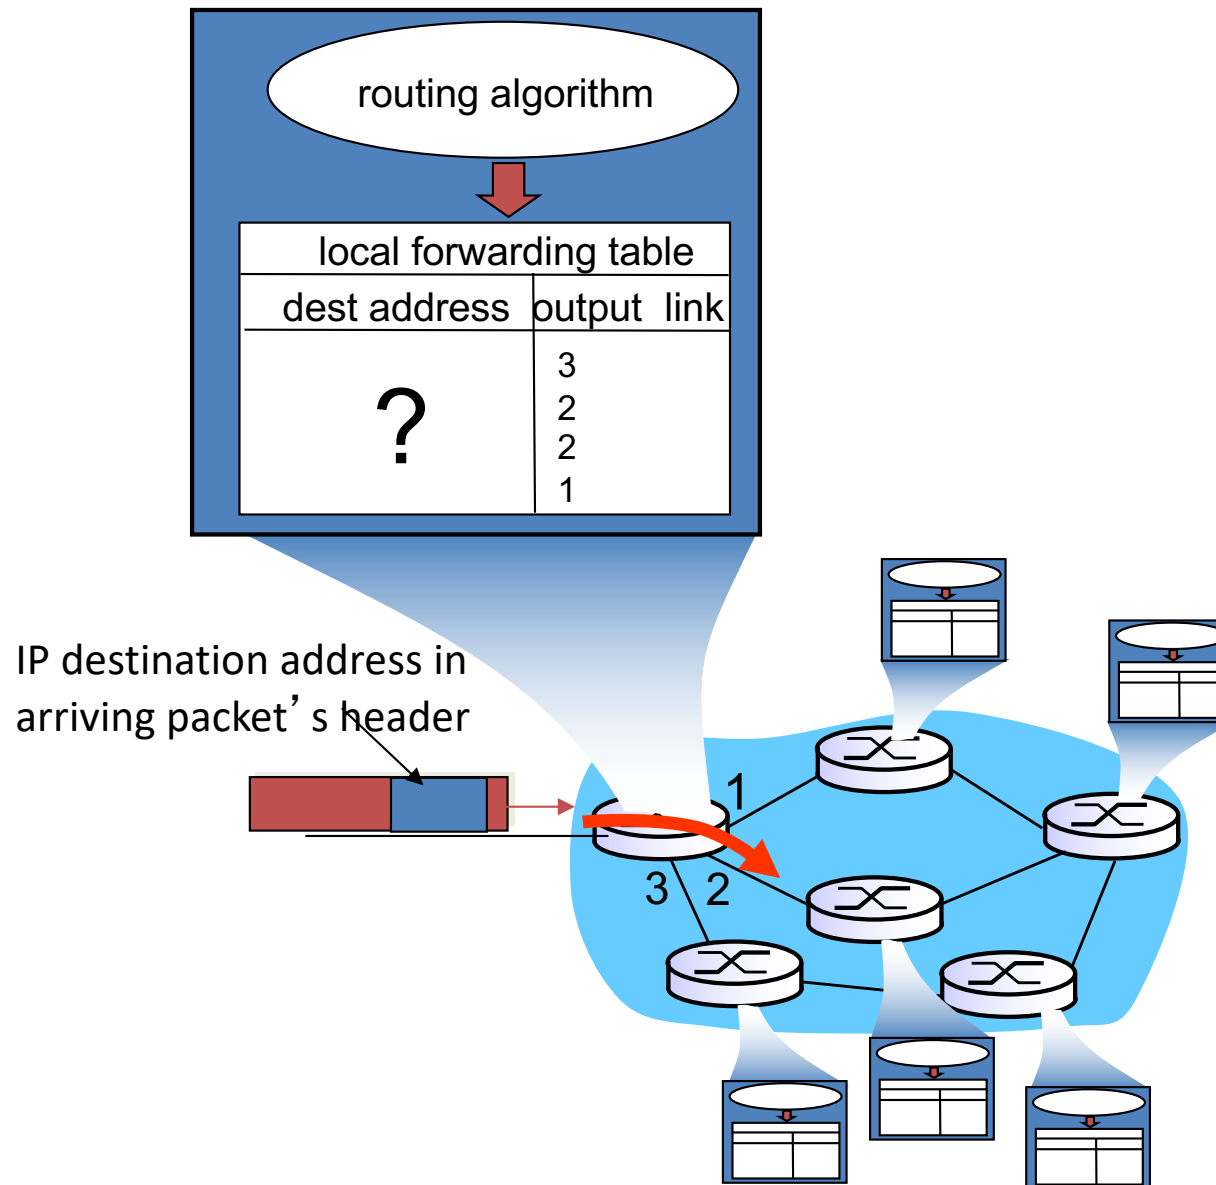 routing algorithm
local forwarding table
dest address output link
?
3
2
2
1
IP destination address in
arriving packet’s header
1
3 2